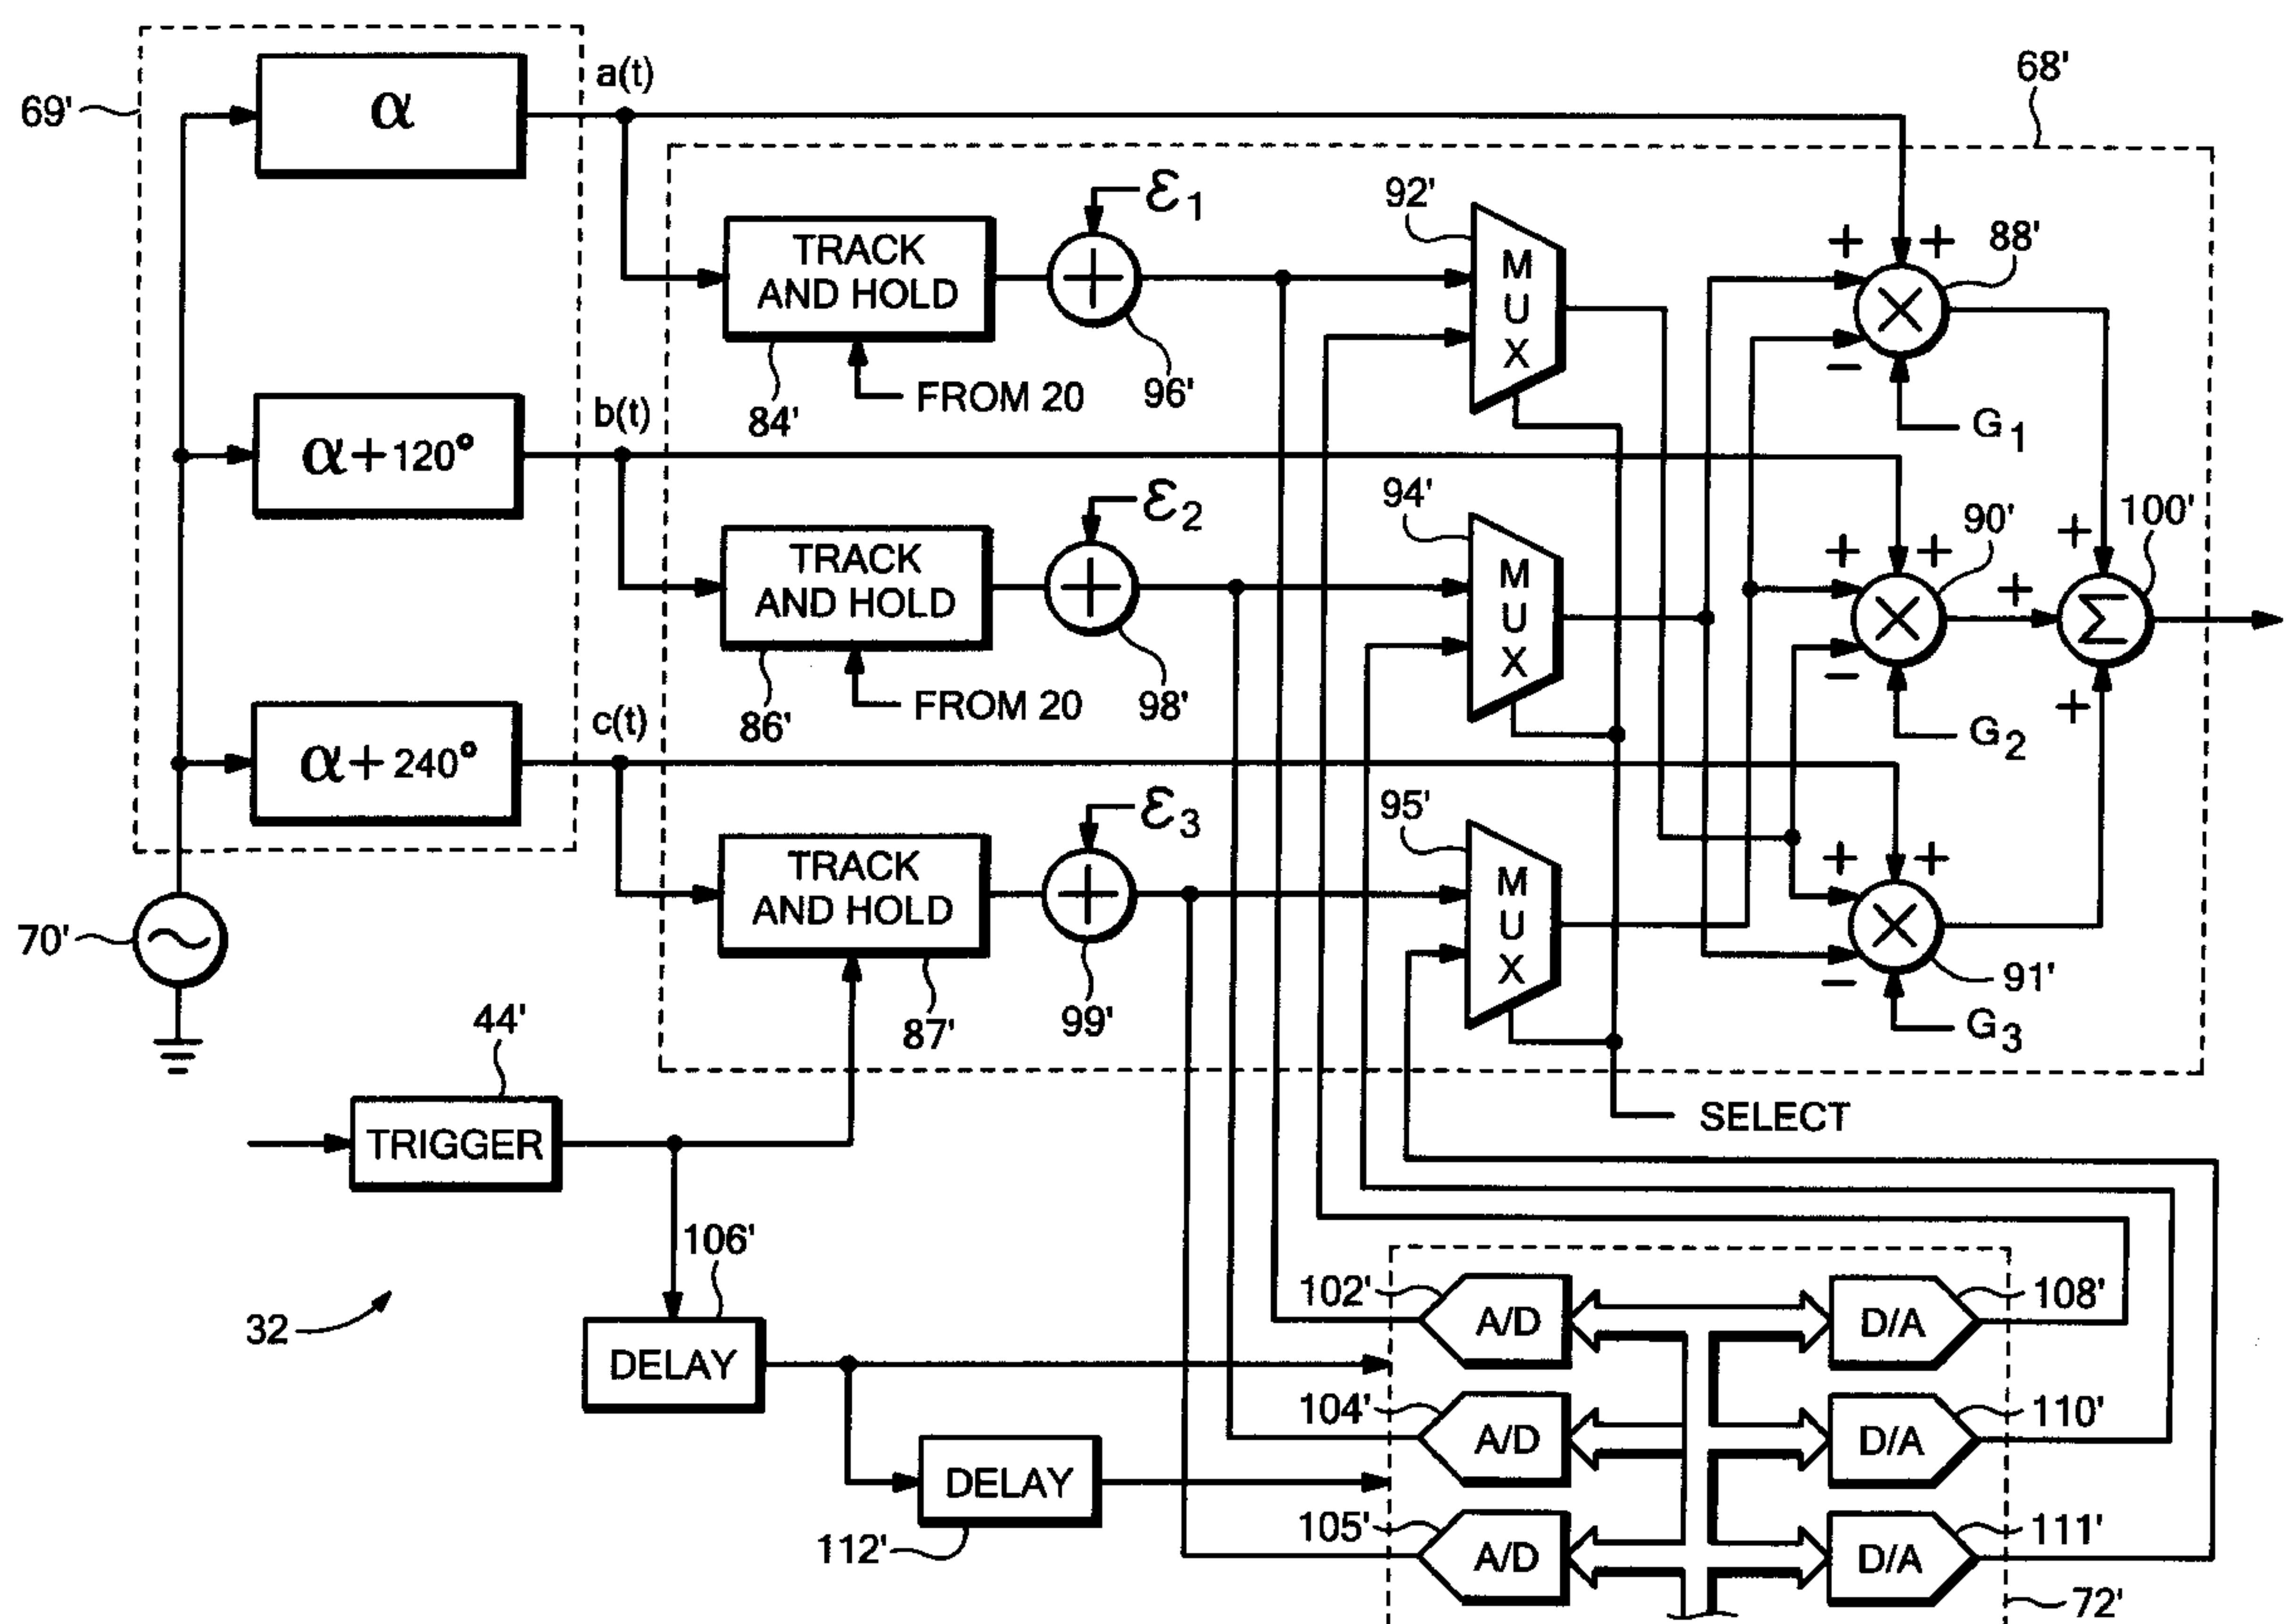 69'
α
a(t)
68'
TRACK
AND HOLD
ε1
92'
M
U
X
+
+
88'
×
−
84'
FROM 20
96'
G1
α+120°
b(t)
TRACK
AND HOLD
ε2
94'
M
U
X
+
+
90'
×
−
+
+
100'
Σ
+
86'
FROM 20
98'
G2
α+240°
c(t)
TRACK
AND HOLD
ε3
95'
M
U
X
+
+
×
−
91'
70'
87'
99'
G3
44'
TRIGGER
SELECT
106'
32
DELAY
DELAY
112'
102'
A/D
D/A
108'
104'
A/D
D/A
110'
105'
A/D
D/A
111'
72'